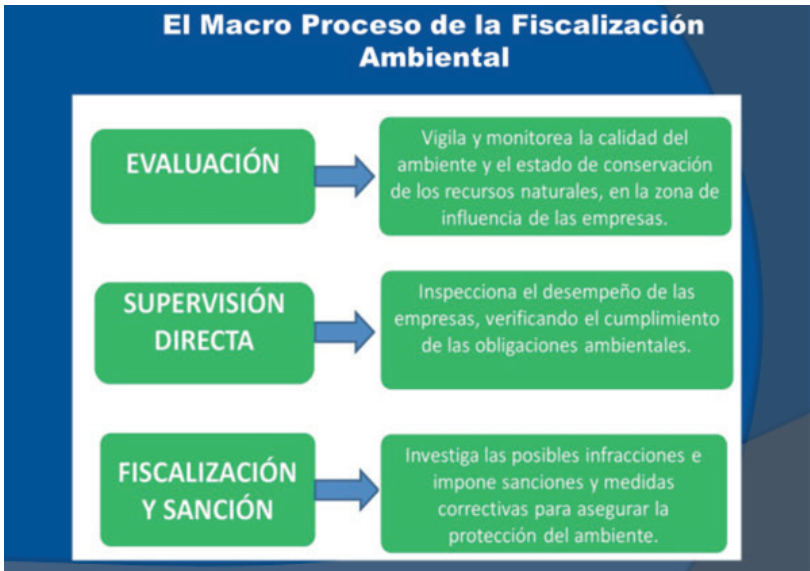 El Macro Proceso de la Fiscalización
Ambiental
EVALUACIÓN
Vigila y monitorea la calidad del
ambiente y el estado de conservación
de los recursos naturales, en la zona de
influencia de las empresas.
SUPERVISIÓN
DIRECTA
Inspecciona el desempeño de las
empresas, verificando el cumplimiento
de las obligaciones ambientales.
FISCALIZACIÓN
Y SANCIÓN
Investiga las posibles infracciones e
impone sanciones y medidas
correctivas para asegurar la
protección del ambiente.